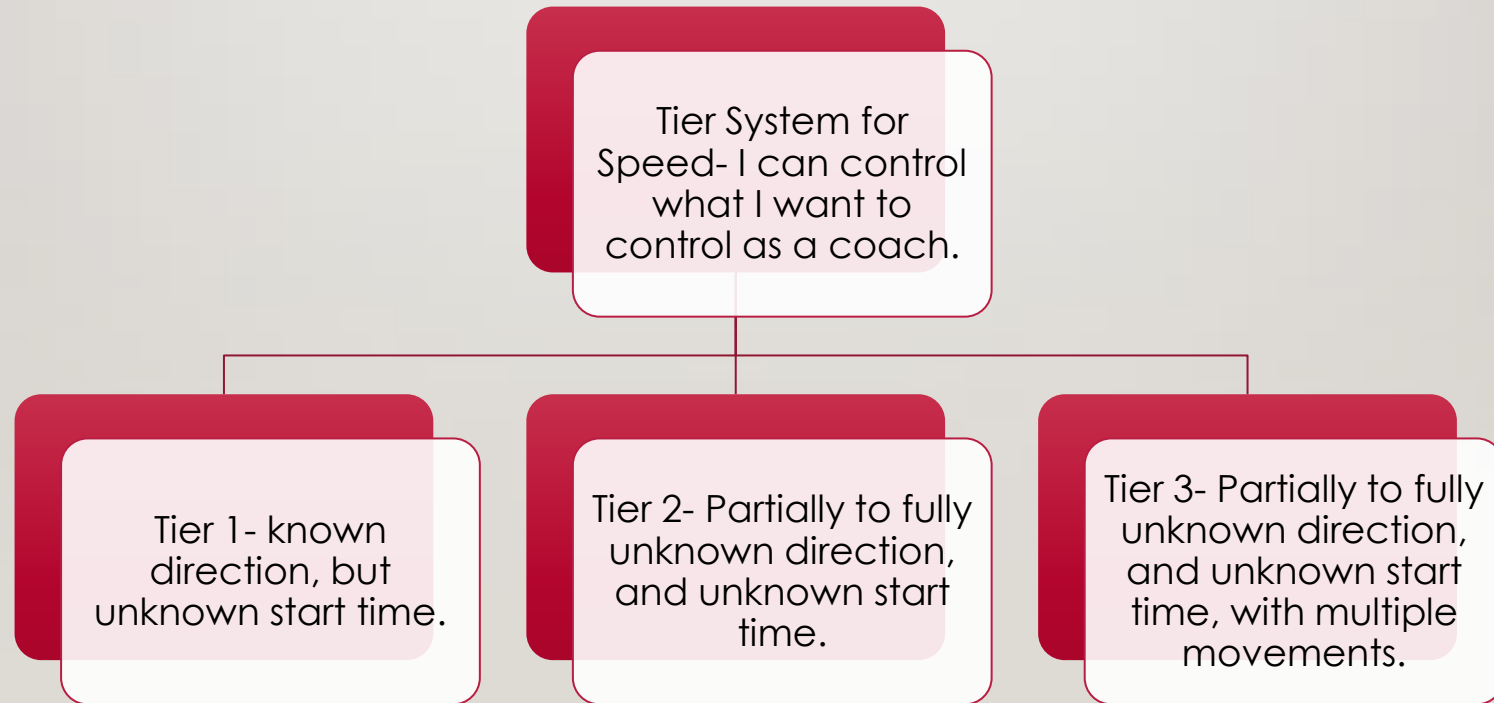 Tier System for
Speed- I can control
what I want to
control as a coach.
Tier 1- known
direction, but
unknown start time.
Tier 2- Partially to fully
unknown direction,
and unknown start
time.
Tier 3- Partially to fully
unknown direction,
and unknown start
time, with multiple
movements.